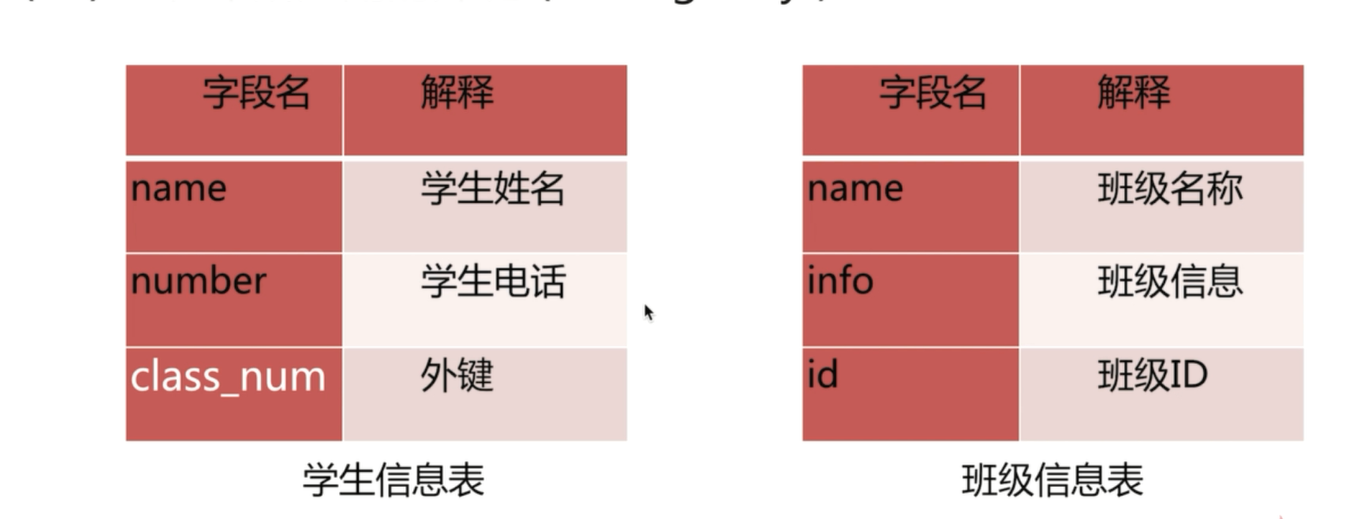 字段名 解释
name 学生姓名
number 学生电话
class_num 外键
学生信息表
字段名 解释
name 班级名称
info 班级信息
id 班级ID
班级信息表